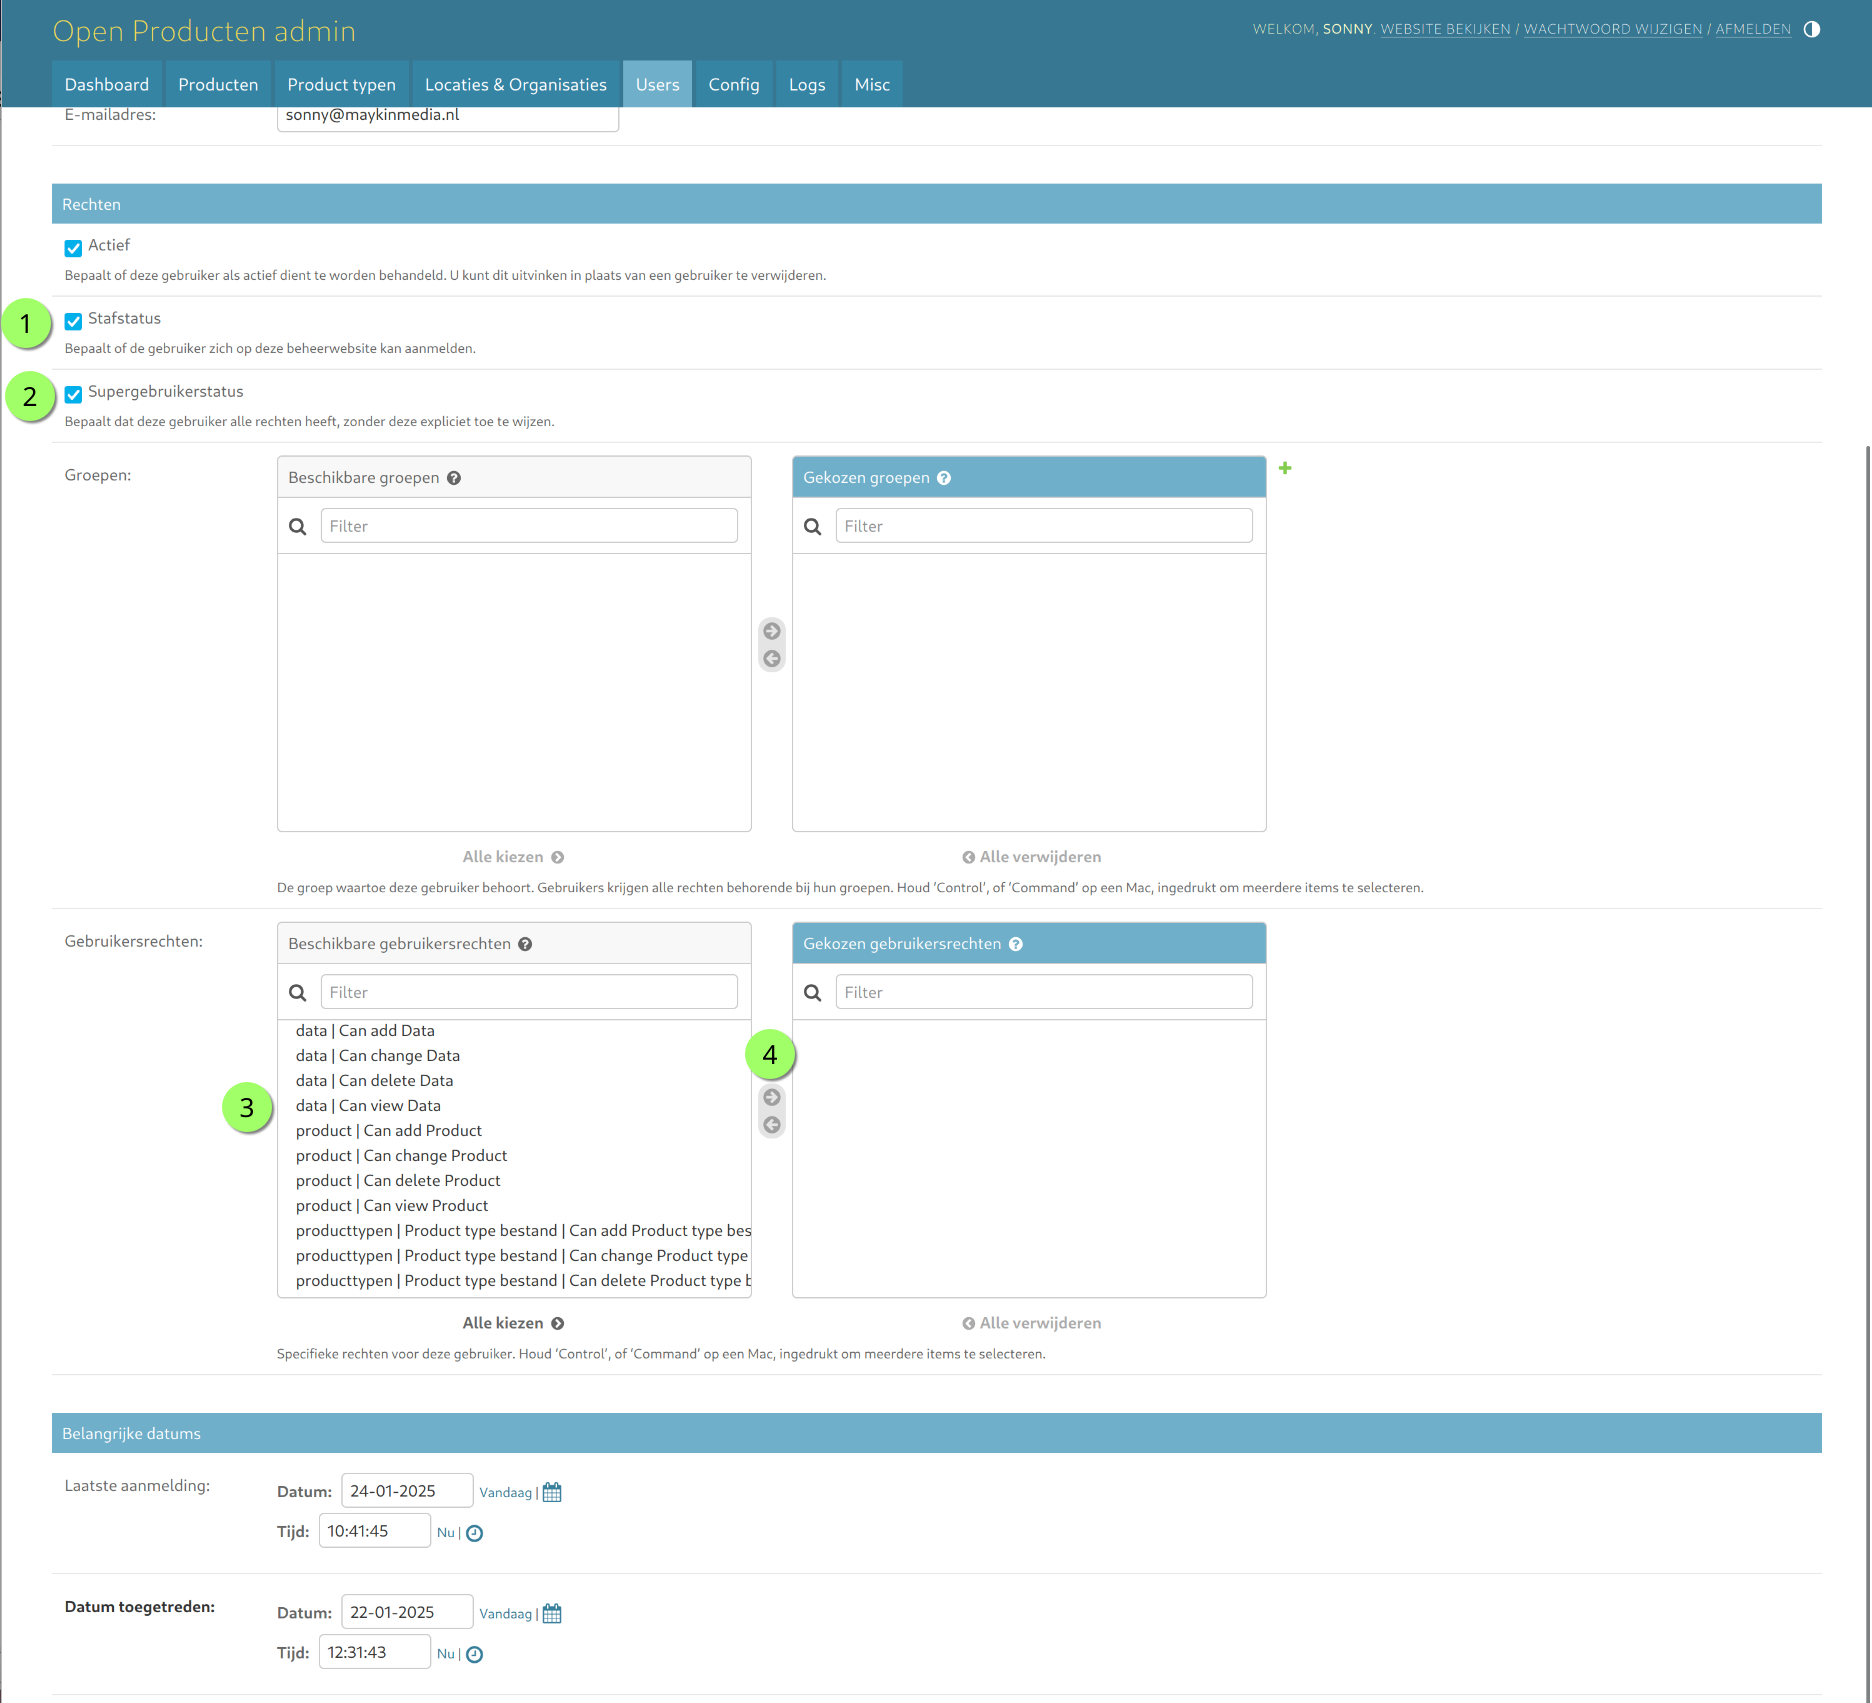 Open Producten admin
WELKOM, SONNY. WEBSITE BEKIJKEN / WACHTWOORD WIJZIGEN / AFMELDEN
Dashboard Producten Product typen Locaties & Organisaties Users Config Logs Misc
E-mailadres: sonny@maykinmedia.nl
Rechten
Actief
Bepaalt of deze gebruiker als actief dient te worden behandeld. U kunt dit uitvinken in plaats van een gebruiker te verwijderen.
1 Stafstatus
Bepaalt of de gebruiker zich op deze beheerwebsite kan aanmelden.
2 Supergebruikerstatus
Bepaalt dat deze gebruiker alle rechten heeft, zonder deze expliciet toe te wijzen.
Groepen:
Beschikbare groepen ?
Filter
Gekozen groepen ?
Filter
Alle kiezen
Alle verwijderen
De groep waartoe deze gebruiker behoort. Gebruikers krijgen alle rechten behorende bij hun groepen. Houd ‘Control’, of ‘Command’ op een Mac, ingedrukt om meerdere items te selecteren.
Gebruikersrechten:
Beschikbare gebruikersrechten ?
Filter
data | Can add Data
data | Can change Data
data | Can delete Data
data | Can view Data
3
product | Can add Product
product | Can change Product
product | Can delete Product
product | Can view Product
producttypen | Product type bestand | Can add Product type bes
producttypen | Product type bestand | Can change Product type
producttypen | Product type bestand | Can delete Product type b
4
Gekozen gebruikersrechten ?
Filter
Alle kiezen
Alle verwijderen
Specifieke rechten voor deze gebruiker. Houd ‘Control’, of ‘Command’ op een Mac, ingedrukt om meerdere items te selecteren.
Belangrijke datums
Laatste aanmelding:
Datum: 24-01-2025 Vandaag |
Tijd: 10:41:45 Nu |
Datum toegetreden:
Datum: 22-01-2025 Vandaag |
Tijd: 12:31:43 Nu |